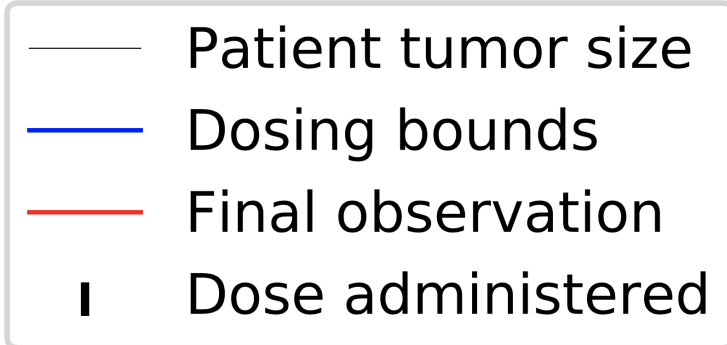 Patient tumor size
Dosing bounds
Final observation
Dose administered